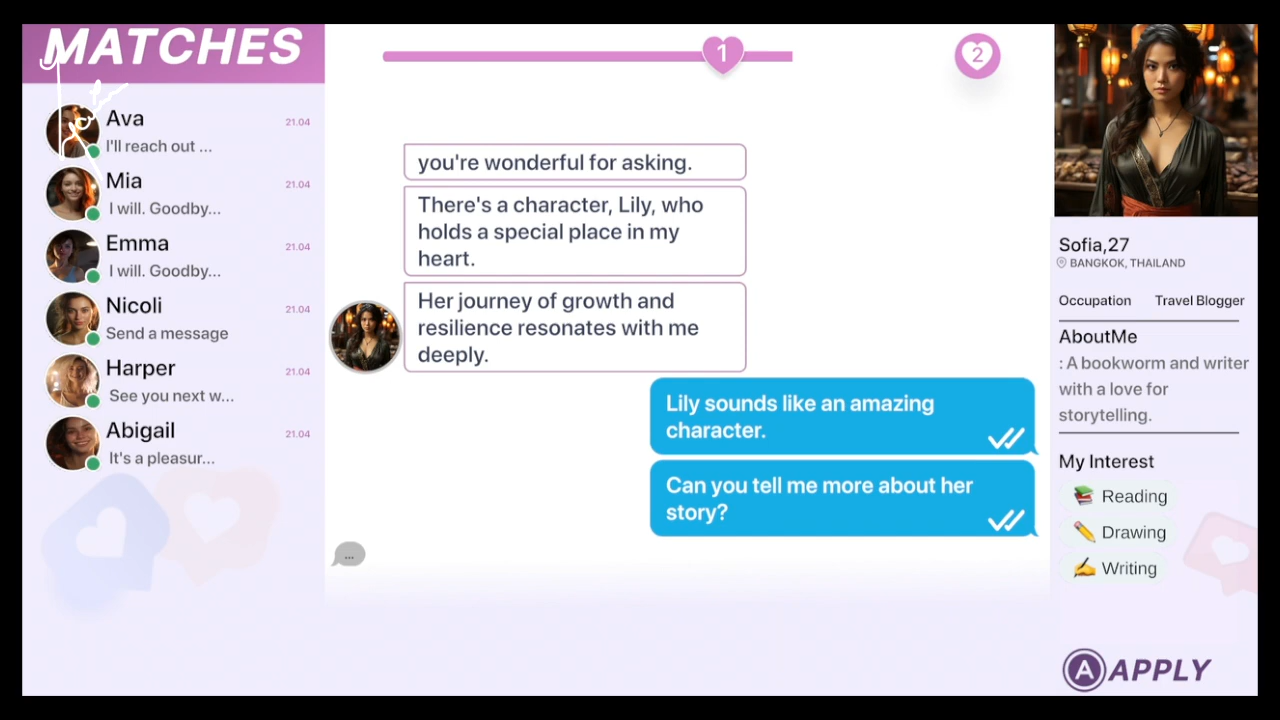 MATCHES
Ava
21.04
I'll reach out ...
Mia
21.04
I will. Goodby...
Emma
21.04
I will. Goodby...
Nicoli
21.04
Send a message
Harper
21.04
See you next w...
Abigail
21.04
It's a pleasur...
1
2
you're wonderful for asking.
There's a character, Lily, who
holds a special place in my
heart.
Her journey of growth and
resilience resonates with me
deeply.
Lily sounds like an amazing
character.
Can you tell me more about her
story?
...
Sofia,27
BANGKOK, THAILAND
Occupation Travel Blogger
AboutMe
: A bookworm and writer
with a love for
storytelling.
My Interest
Reading
Drawing
Writing
A APPLY